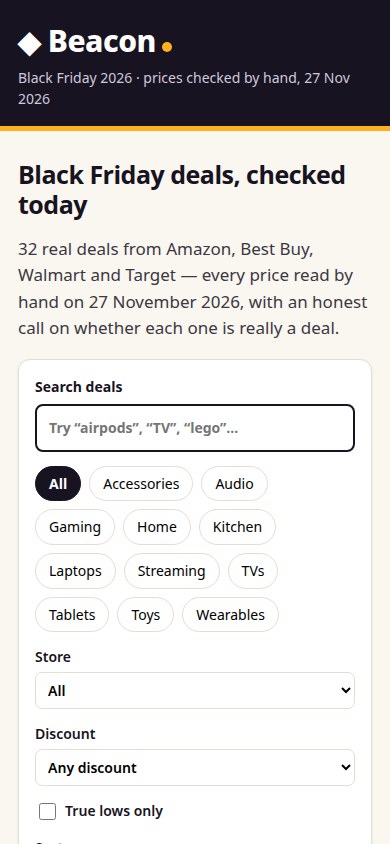 Beacon
Black Friday 2026 · prices checked by hand, 27 Nov
2026
Black Friday deals, checked
today
32 real deals from Amazon, Best Buy,
Walmart and Target — every price read by
hand on 27 November 2026, with an honest
call on whether each one is really a deal.
Search deals
Try “airpods”, “TV”, “lego”…
All Accessories Audio
Gaming Home Kitchen
Laptops Streaming TVs
Tablets Toys Wearables
Store
All
Discount
Any discount
True lows only